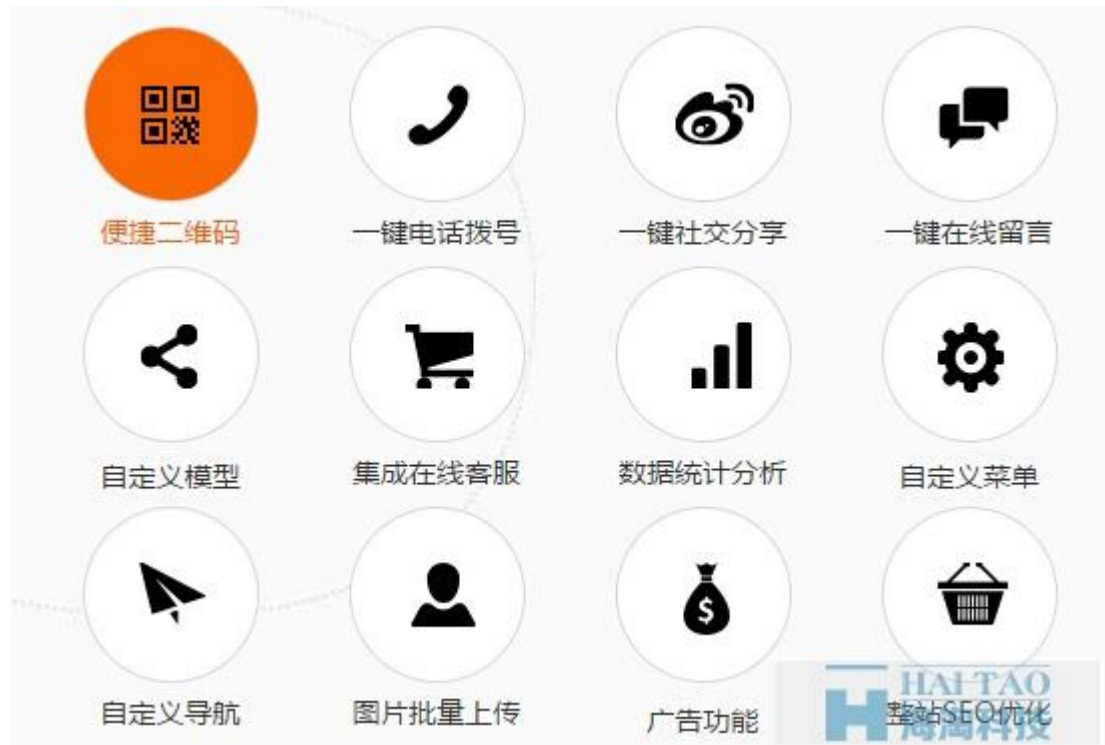 便捷二维码
一键电话拨号
一键社交分享
一键在线留言
自定义模型
集成在线客服
数据统计分析
自定义菜单
自定义导航
图片批量上传
广告功能
整站SEO优化
HAI TAO
海淘科技